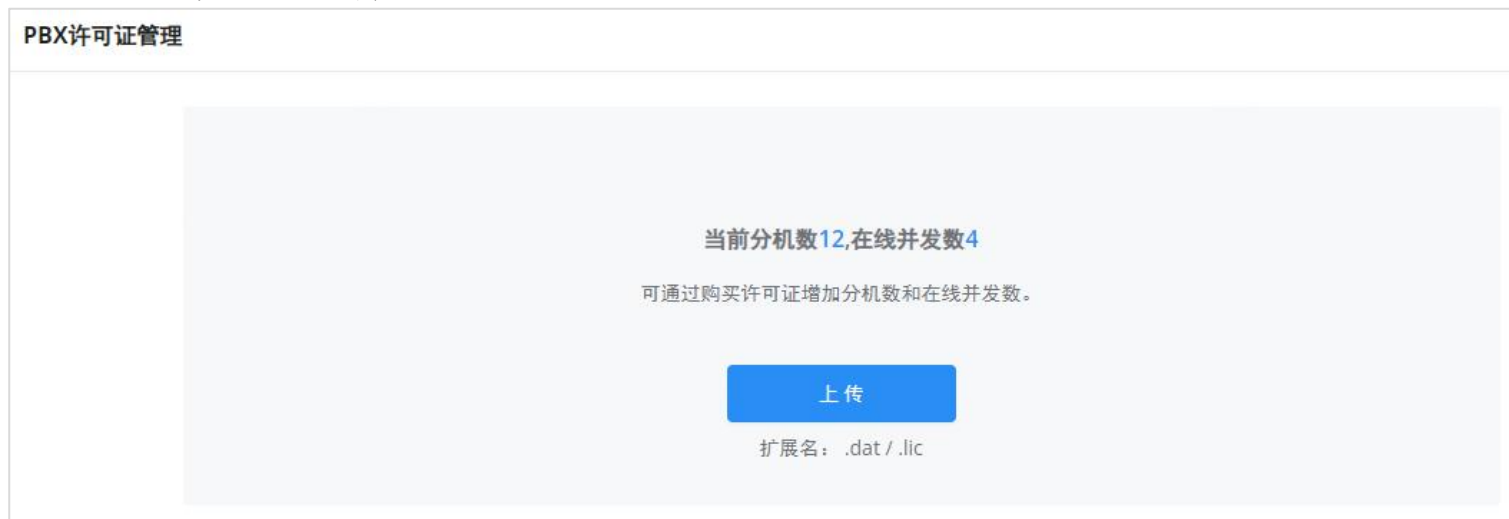 PBX许可证管理
当前分机数12,在线并发数4
可通过购买许可证增加分机数和在线并发数。
上传
扩展名： .dat / .lic